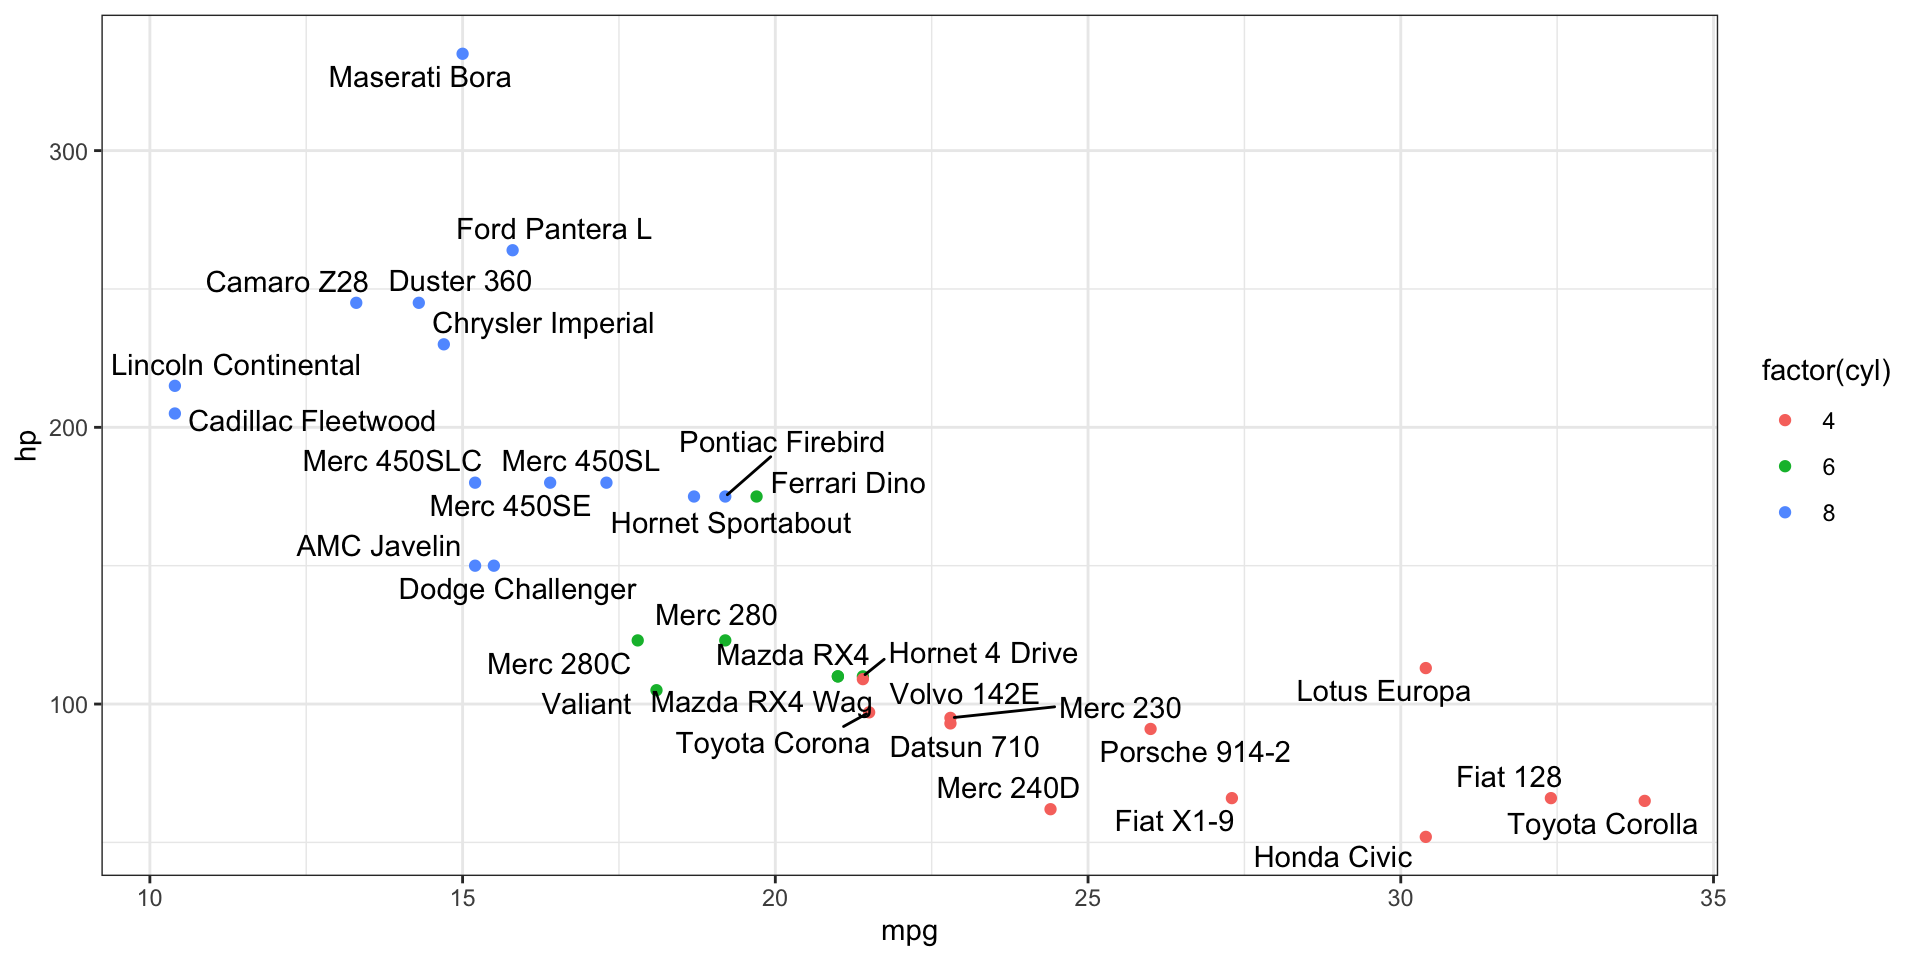 Maserati Bora
300
Ford Pantera L
Camaro Z28
Duster 360
Chrysler Imperial
Lincoln Continental
Cadillac Fleetwood
200
hp
Pontiac Firebird
Merc 450SLC
Merc 450SL
Ferrari Dino
Merc 450SE
Hornet Sportabout
AMC Javelin
Dodge Challenger
Merc 280
Mazda RX4
Hornet 4 Drive
Merc 280C
Lotus Europa
Volvo 142E
Valiant
Mazda RX4 Wag
100
Merc 230
Toyota Corona
Datsun 710
Porsche 914-2
Fiat 128
Merc 240D
Fiat X1-9
Toyota Corolla
Honda Civic
10
15
20
25
30
35
mpg
factor(cyl)
4
6
8